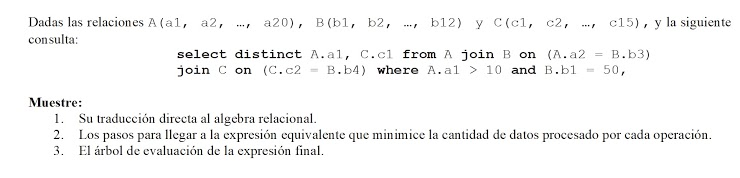 Dadas las relaciones A(a1, a2, …, a20), B(b1, b2, …, b12) y C(c1, c2, …, c15), y la siguiente
consulta:
select distinct A.a1, C.c1 from A join B on (A.a2 = B.b3)
join C on (C.c2 = B.b4) where A.a1 > 10 and B.b1 = 50,
Muestre:
1. Su traducción directa al algebra relacional.
2. Los pasos para llegar a la expresión equivalente que minimice la cantidad de datos procesado por cada operación.
3. El árbol de evaluación de la expresión final.